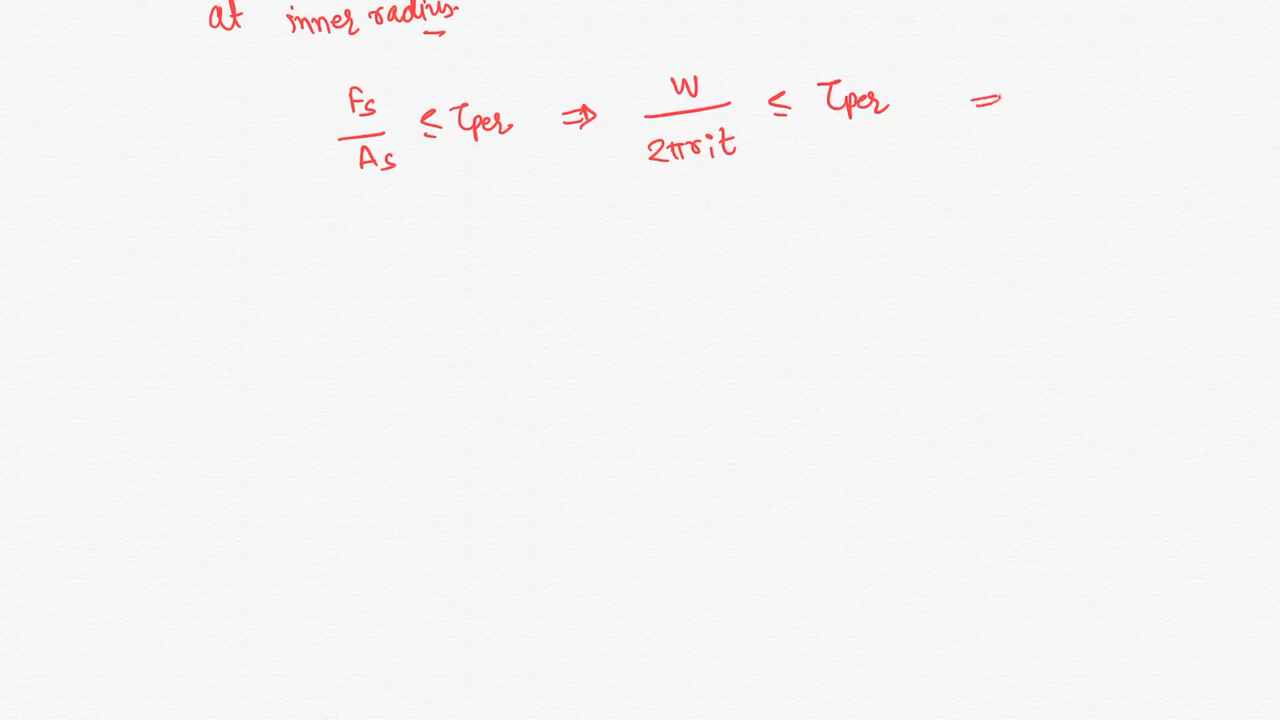 at inner radius.
Fs/As ≤ τper ⇒ W/2πrit ≤ τper ⇒